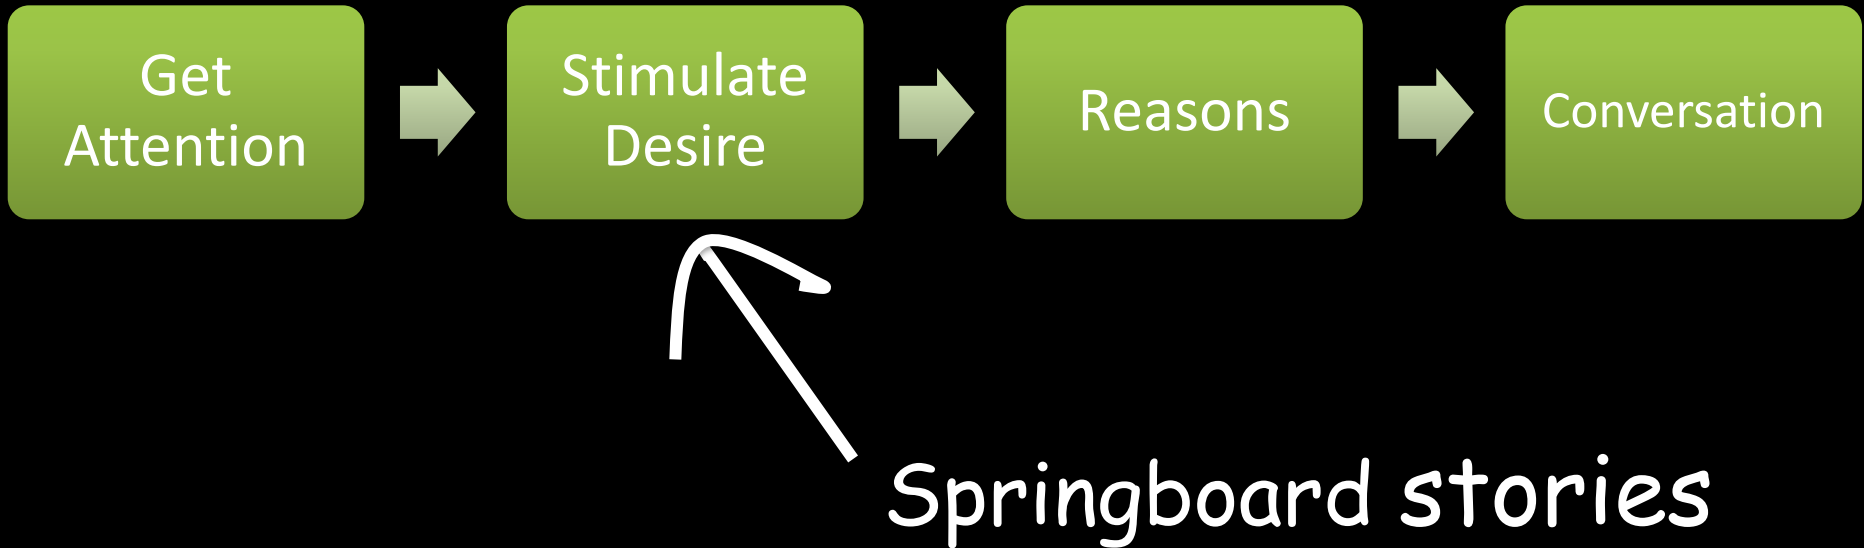 Get
Attention
Stimulate
Desire
Reasons
Conversation
Springboard stories